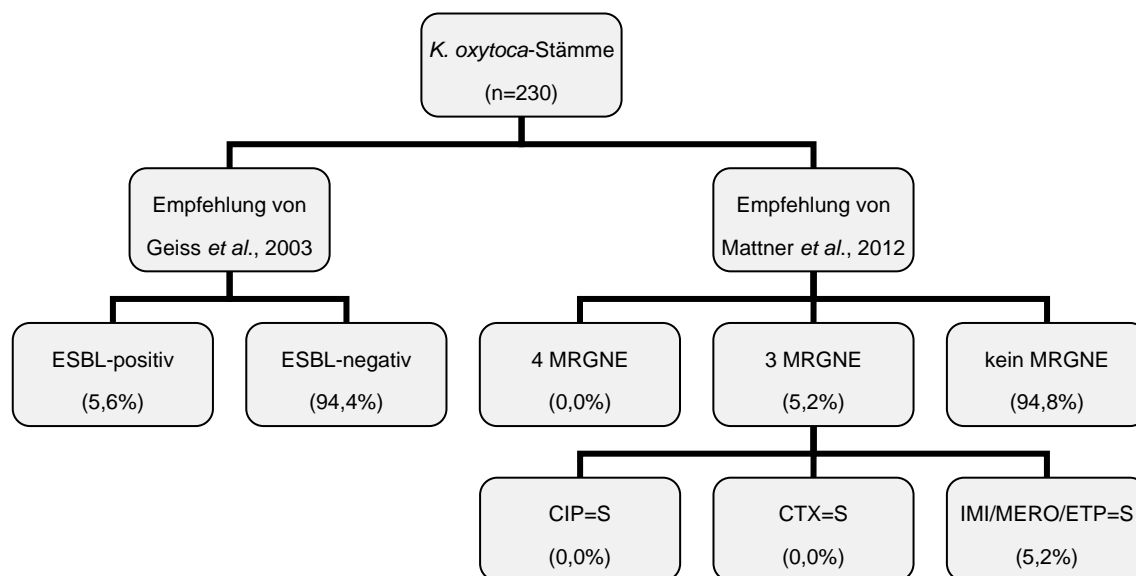 K. oxytoca-Stämme
(n=230)
Empfehlung von
Geiss et al., 2003
Empfehlung von
Mattner et al., 2012
ESBL-positiv
(5,6%)
ESBL-negativ
(94,4%)
4 MRGNE
(0,0%)
3 MRGNE
(5,2%)
kein MRGNE
(94,8%)
CIP=S
(0,0%)
CTX=S
(0,0%)
IMI/MERO/ETP=S
(5,2%)